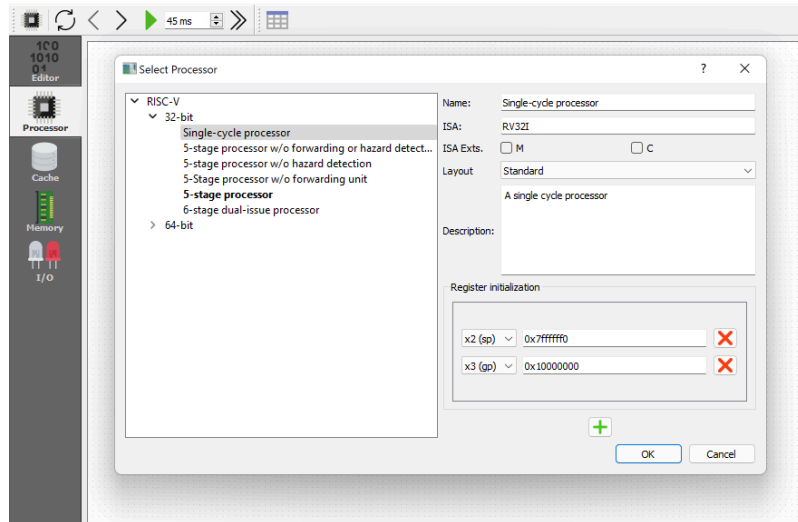 45 ms
100
1010
01
Editor
Processor
Cache
Memory
I/O
Select Processor
?
RISC-V
32-bit
Single-cycle processor
5-stage processor w/o forwarding or hazard detect...
5-stage processor w/o hazard detection
5-Stage processor w/o forwarding unit
5-stage processor
6-stage dual-issue processor
64-bit
Name: Single-cycle processor
ISA: RV32I
ISA Exts. M C
Layout Standard
Description: A single cycle processor
Register initialization
x2 (sp) 0x7ffffff0
x3 (gp) 0x10000000
OK Cancel